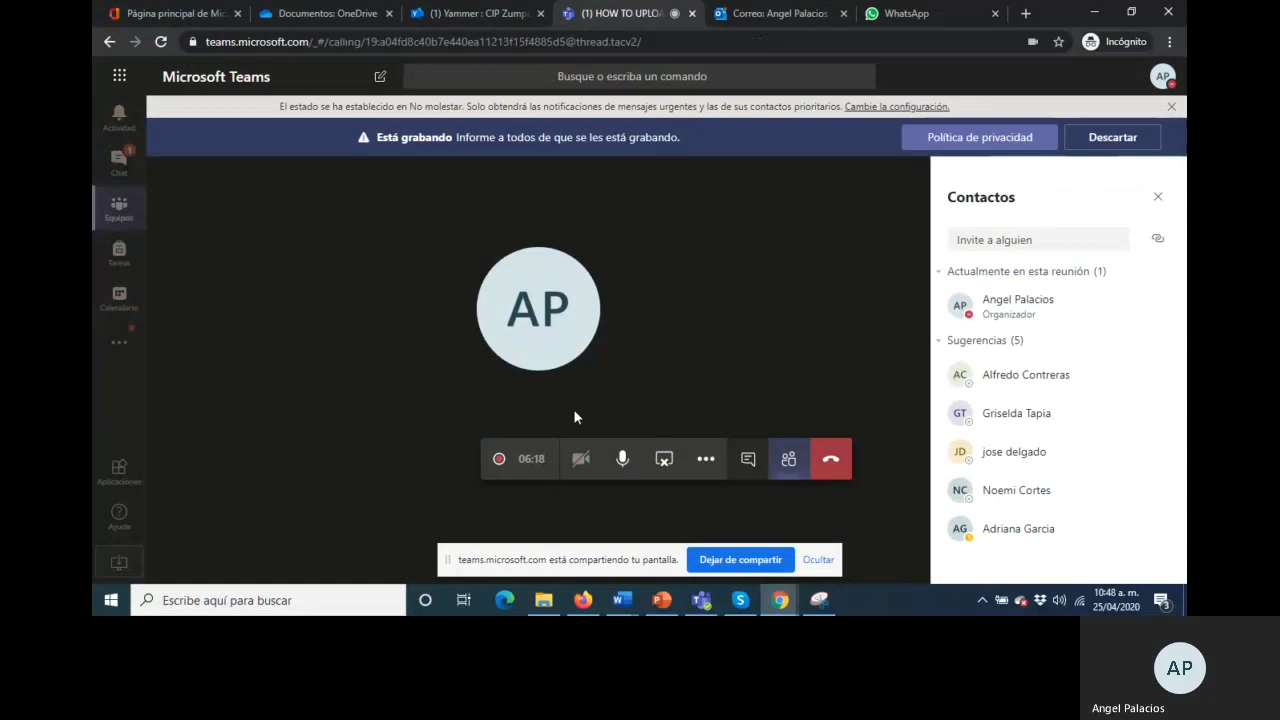 Página principal de Mic
Documentos: OneDrive
(1) Yammer : CIP Zump
(1) HOW TO UPLO
Correo: Angel Palacios
WhatsApp
teams.microsoft.com/_#/calling/19:a04fd8c40b7e440ea11213f15f4885d5@thread.tacv2/
Incógnito
Microsoft Teams
Busque o escriba un comando
AP
El estado se ha establecido en No molestar. Solo obtendrá las notificaciones de mensajes urgentes y las de sus contactos prioritarios. Cambie la configuración.
Está grabando Informe a todos de que se les está grabando.
Política de privacidad
Descartar
Actividad
1
Chat
Equipos
Tareas
Calendario
Aplicaciones
Ayuda
AP
06:18
Contactos
Invite a alguien
Actualmente en esta reunión (1)
AP
Angel Palacios
Organizador
Sugerencias (5)
AC
Alfredo Contreras
GT
Griselda Tapia
JD
jose delgado
NC
Noemi Cortes
AG
Adriana Garcia
teams.microsoft.com está compartiendo tu pantalla.
Dejar de compartir
Ocultar
Escribe aquí para buscar
10:48 a. m.
25/04/2020
3
AP
Angel Palacios